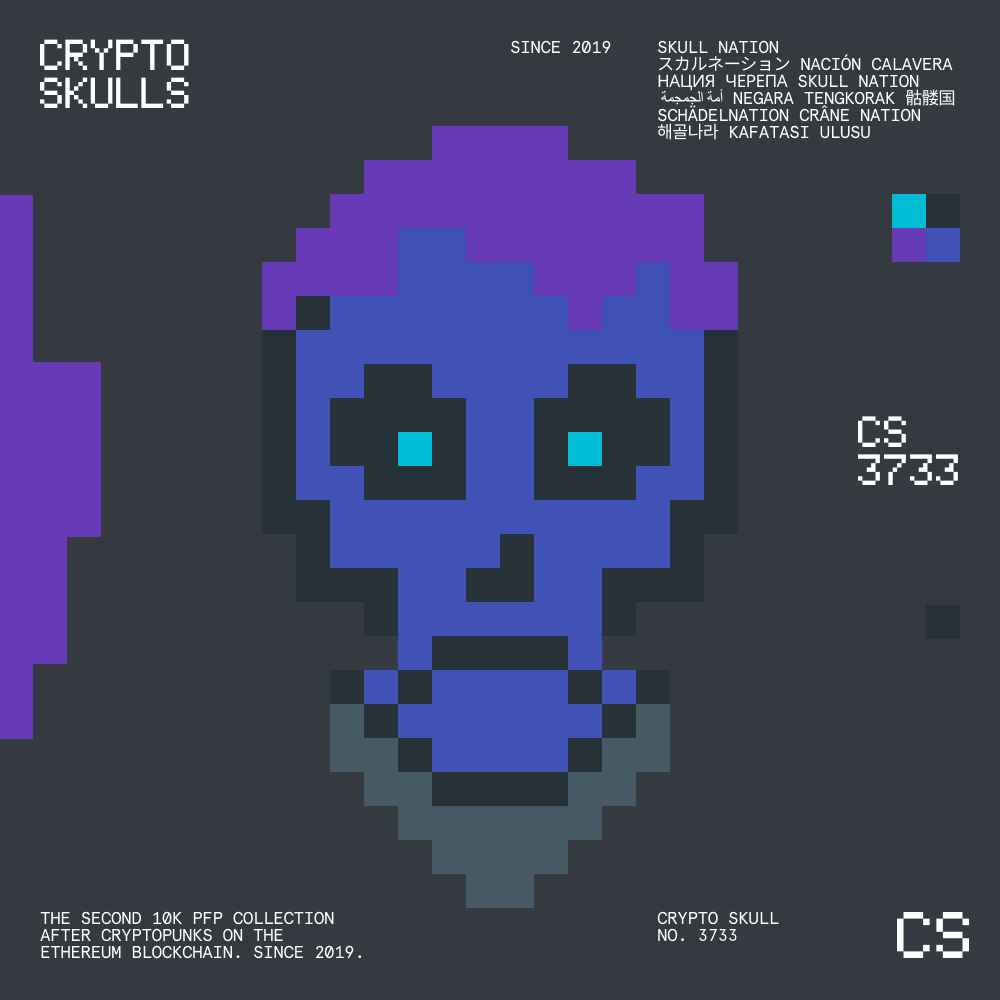 CRYPTO
SKULLS
SINCE 2019
SKULL NATION
スカルネーション NACIÓN CALAVERA
НАЦИЯ ЧЕРЕПА SKULL NATION
أمة الجمجمة NEGARA TENGKORAK 骷髅国
SCHÄDELNATION CRÂNE NATION
해골나라 KAFATASI ULUSU
CS
3733
THE SECOND 10K PFP COLLECTION
AFTER CRYPTOPUNKS ON THE
ETHEREUM BLOCKCHAIN. SINCE 2019.
CRYPTO SKULL
NO. 3733
CS